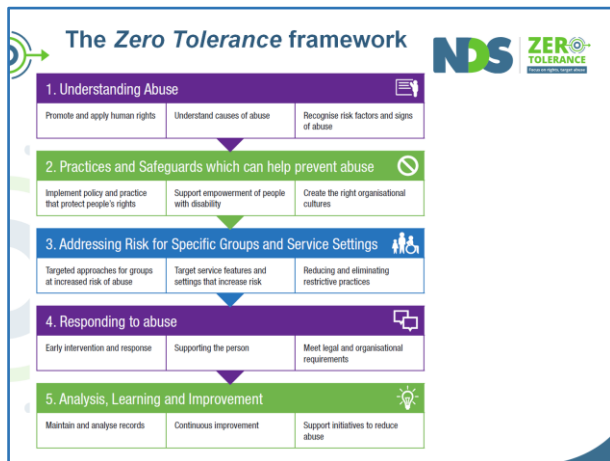 The Zero Tolerance framework
NDS
ZERO
TOLERANCE
Focus on rights, target abuse
1. Understanding Abuse
Promote and apply human rights
Understand causes of abuse
Recognise risk factors and signs
of abuse
2. Practices and Safeguards which can help prevent abuse
Implement policy and practice
that protect people's rights
Support empowerment of people
with disability
Create the right organisational
cultures
3. Addressing Risk for Specific Groups and Service Settings
Targeted approaches for groups
at increased risk of abuse
Target service features and
settings that increase risk
Reducing and eliminating
restrictive practices
4. Responding to abuse
Early intervention and response
Supporting the person
Meet legal and organisational
requirements
5. Analysis, Learning and Improvement
Maintain and analyse records
Continuous improvement
Support initiatives to reduce
abuse